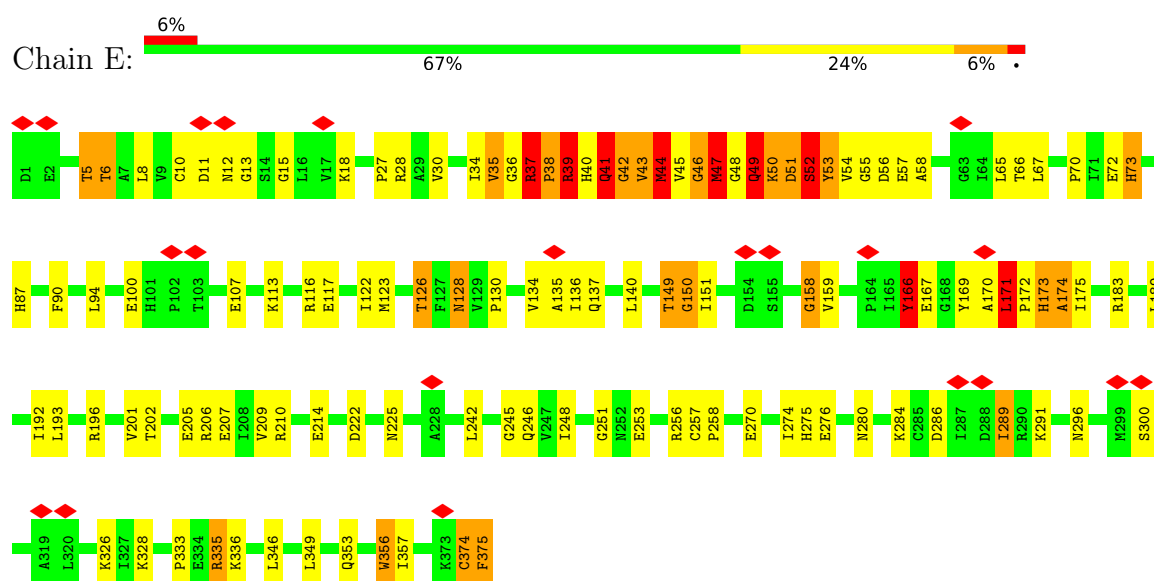 6%
Chain E:
67% 24% 6% •
D1 E2 T5 T6 A7 L8 V9 G10 D11 N12 G13 S14 G15 L16 V17 K18 P27 R28 A29 V30 I34 V35 G36 R37 P38 R39 H40 Q41 G42 V43 M44 V45 G46 M47 G48 Q49 K50 D51 S52 Y53 V54 G55 D56 E57 A58 G63 I64 L65 T66 L67 P70 I71 E72 H73
H87 F90 L94 E100 H101 P102 T103 E107 K113 R116 E117 I122 M123 T126 F127 N128 V129 P130 V134 A135 I136 Q137 L140 T149 G150 I151 D154 S155 G158 V159 P164 I165 Y166 E167 G168 Y169 A170 L171 P172 H173 A174 I175 R183
I192 L193 R196 V201 T202 E205 R206 E207 I208 V209 R210 E214 D222 N225 A228 L242 G245 Q246 V247 I248 G251 N252 E253 R256 C257 P258 E270 I274 H275 E276 N280 K284 C285 D286 I287 D288 I289 R290 K291 N296 M299 S300
A319 L320 K326 I327 K328 P333 E334 R335 K336 L346 L349 Q353 W356 I357 K373 C374 F375